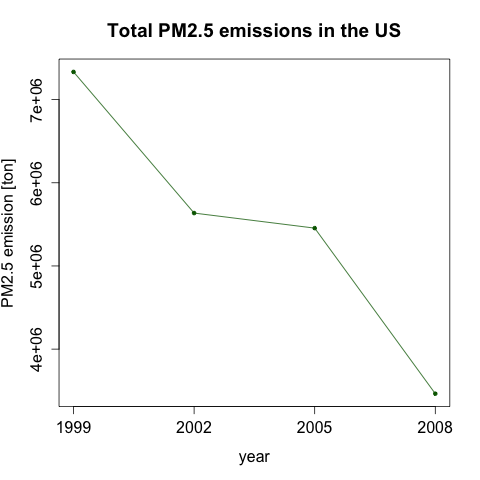 Total PM2.5 emissions in the US
PM2.5 emission [ton]
7e+06
6e+06
5e+06
4e+06
1999 2002 2005 2008
year